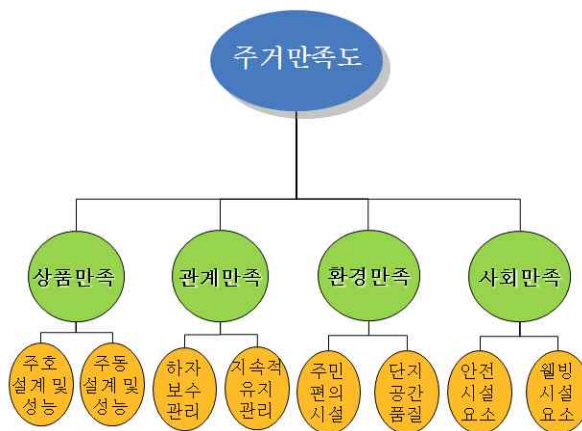 주거만족도
상품만족
관계만족
환경만족
사회만족
주호
설계 및
성능
주동
설계 및
성능
하자
보수
관리
지속적
유지
관리
주민
편의
시설
단지
공간
품질
안전
시설
요소
웰빙
시설
요소